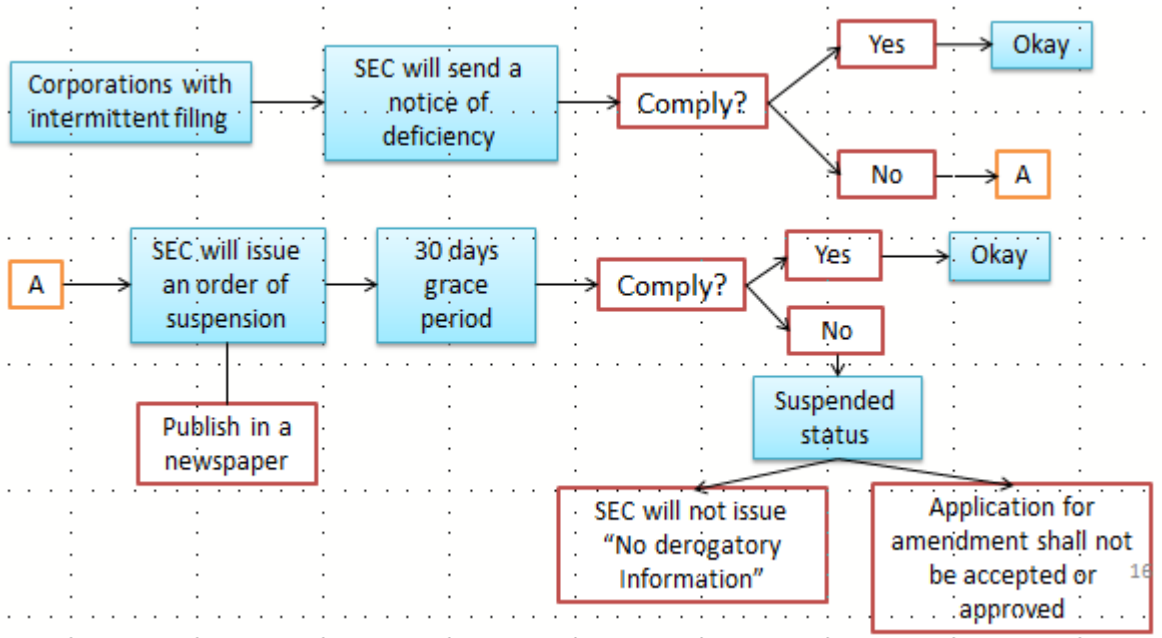 Corporations with
intermittent filing
SEC will send a
notice of
deficiency
Comply?
Yes
Okay
No
A
A
SEC will issue
an order of
suspension
Publish in a
newspaper
30 days
grace
period
Comply?
Yes
Okay
No
Suspended
status
SEC will not issue
“No derogatory
Information”
Application for
amendment shall not
be accepted or
approved
16